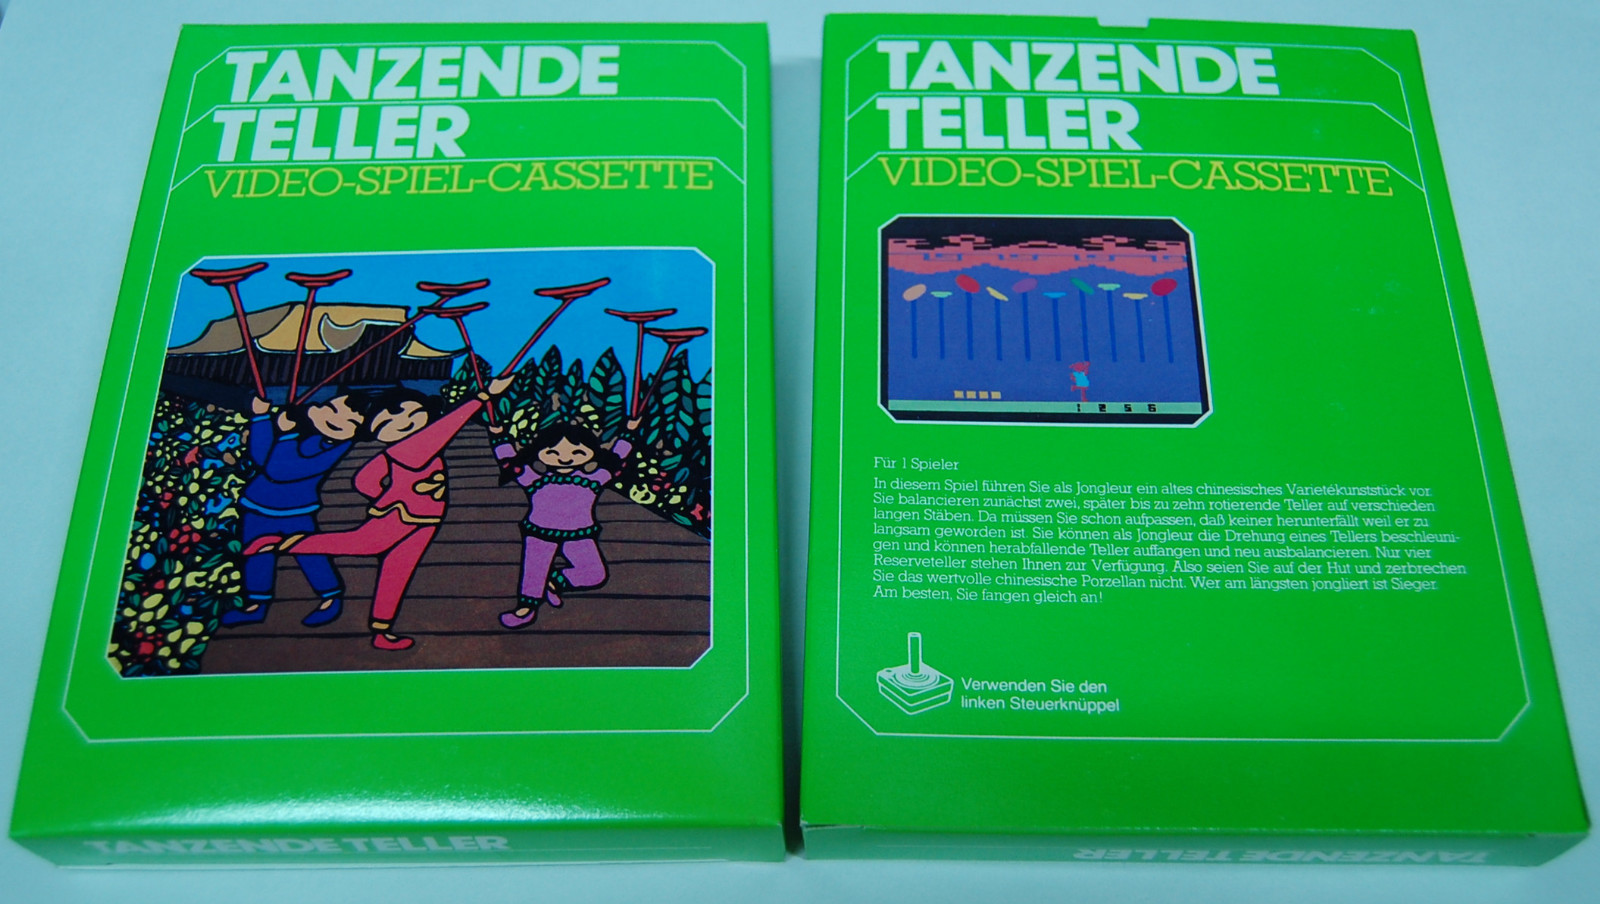 TANZENDE
TELLER
VIDEO-SPIEL-CASSETTE
TANZENDE TELLER
TANZENDE
TELLER
VIDEO-SPIEL-CASSETTE
1 2 5 6
Für 1 Spieler
In diesem Spiel führen Sie als Jongleur ein altes chinesisches Varietékunststück vor.
Sie balancieren zunächst zwei, später bis zu zehn rotierende Teller auf verschieden
langen Stäben. Da müssen Sie schon aufpassen, daß keiner herunterfällt weil er zu
langsam geworden ist. Sie können als Jongleur die Drehung eines Tellers beschleuni-
gen und können herabfallende Teller auffangen und neu ausbalancieren. Nur vier
Reserveteller stehen Ihnen zur Verfügung. Also seien Sie auf der Hut und zerbrechen
Sie das wertvolle chinesische Porzellan nicht. Wer am längsten jongliert ist Sieger.
Am besten, Sie fangen gleich an!
Verwenden Sie den
linken Steuerknüppel
TANZENDE TELLER